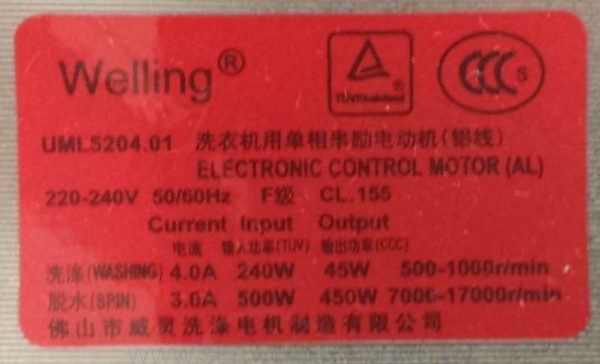 Welling®
TUVRheinland ®
CCC S
UML5204.01 洗衣机用单相串励电动机(铝线)
ELECTRONIC CONTROL MOTOR (AL)
220-240V 50/60Hz F级 CL.155
Current Input Output
电流 输入功率(TUV) 输出功率(CCC)
洗涤(WASHING) 4.0A 240W 45W 500-1000r/min
脱水(SPIN) 3.0A 500W 450W 7000-17000r/min
佛山市威灵洗涤电机制造有限公司